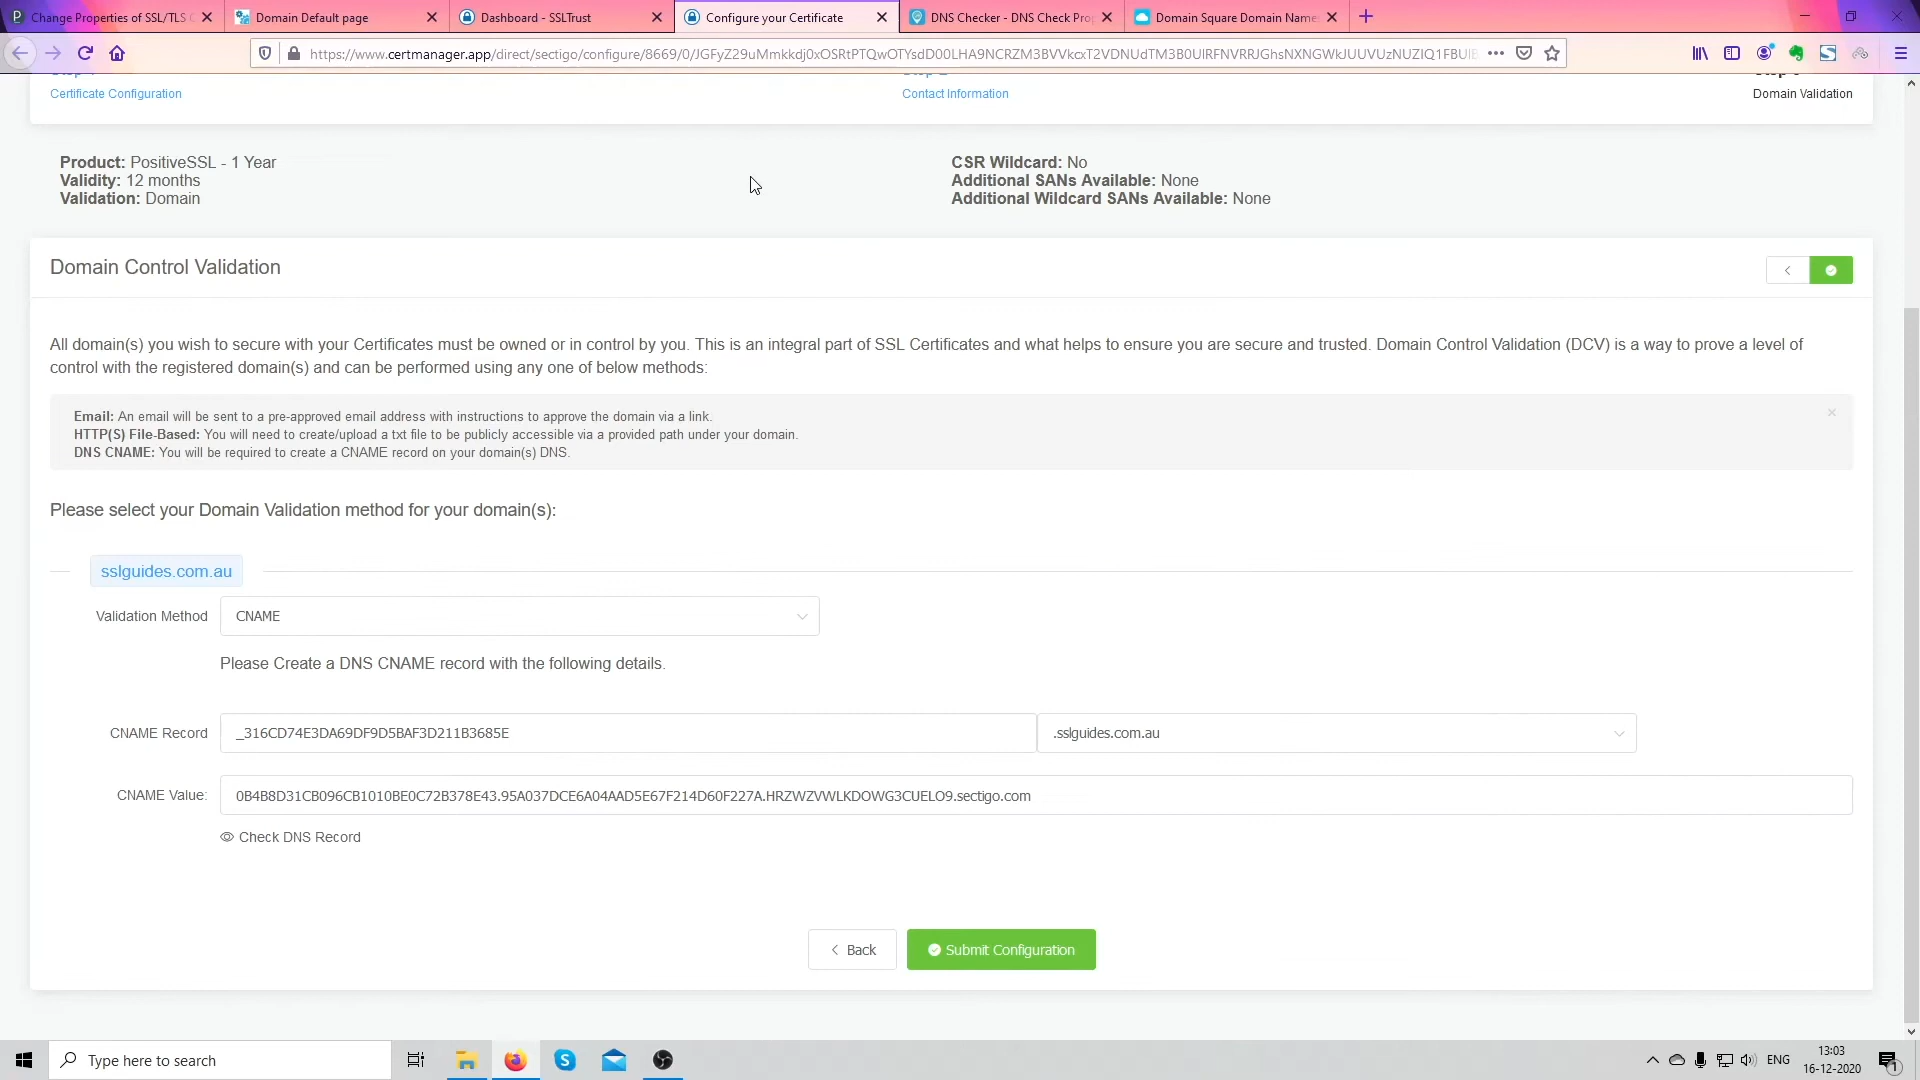 Change Properties of SSL/TLS C
Domain Default page
Dashboard - SSLTrust
Configure your Certificate
DNS Checker - DNS Check Prop
Domain Square Domain Name
https://www.certmanager.app/direct/sectigo/configure/8669/0/
Certificate Configuration
Contact Information
Domain Validation
Product: PositiveSSL - 1 Year
Validity: 12 months
Validation: Domain
CSR Wildcard: No
Additional SANs Available: None
Additional Wildcard SANs Available: None
Domain Control Validation
All domain(s) you wish to secure with your Certificates must be owned or in control by you. This is an integral part of SSL Certificates and what helps to ensure you are secure and trusted. Domain Control Validation (DCV) is a way to prove a level of
control with the registered domain(s) and can be performed using any one of below methods:
Email: An email will be sent to a pre-approved email address with instructions to approve the domain via a link.
HTTP(S) File-Based: You will need to create/upload a txt file to be publicly accessible via a provided path under your domain.
DNS CNAME: You will be required to create a CNAME record on your domain(s) DNS.
Please select your Domain Validation method for your domain(s):
sslguides.com.au
Validation Method
CNAME
Please Create a DNS CNAME record with the following details.
CNAME Record
_316CD74E3DA69DF9D5BAF3D211B3685E
.sslguides.com.au
CNAME Value:
0B4B8D31CB096CB1010BE0C72B378E43.95A037DCE6A04AAD5E67F214D60F227A.HRZWZVWLKDOWG3CUELO9.sectigo.com
Check DNS Record
Back
Submit Configuration
Type here to search
ENG
13:03
16-12-2020
1